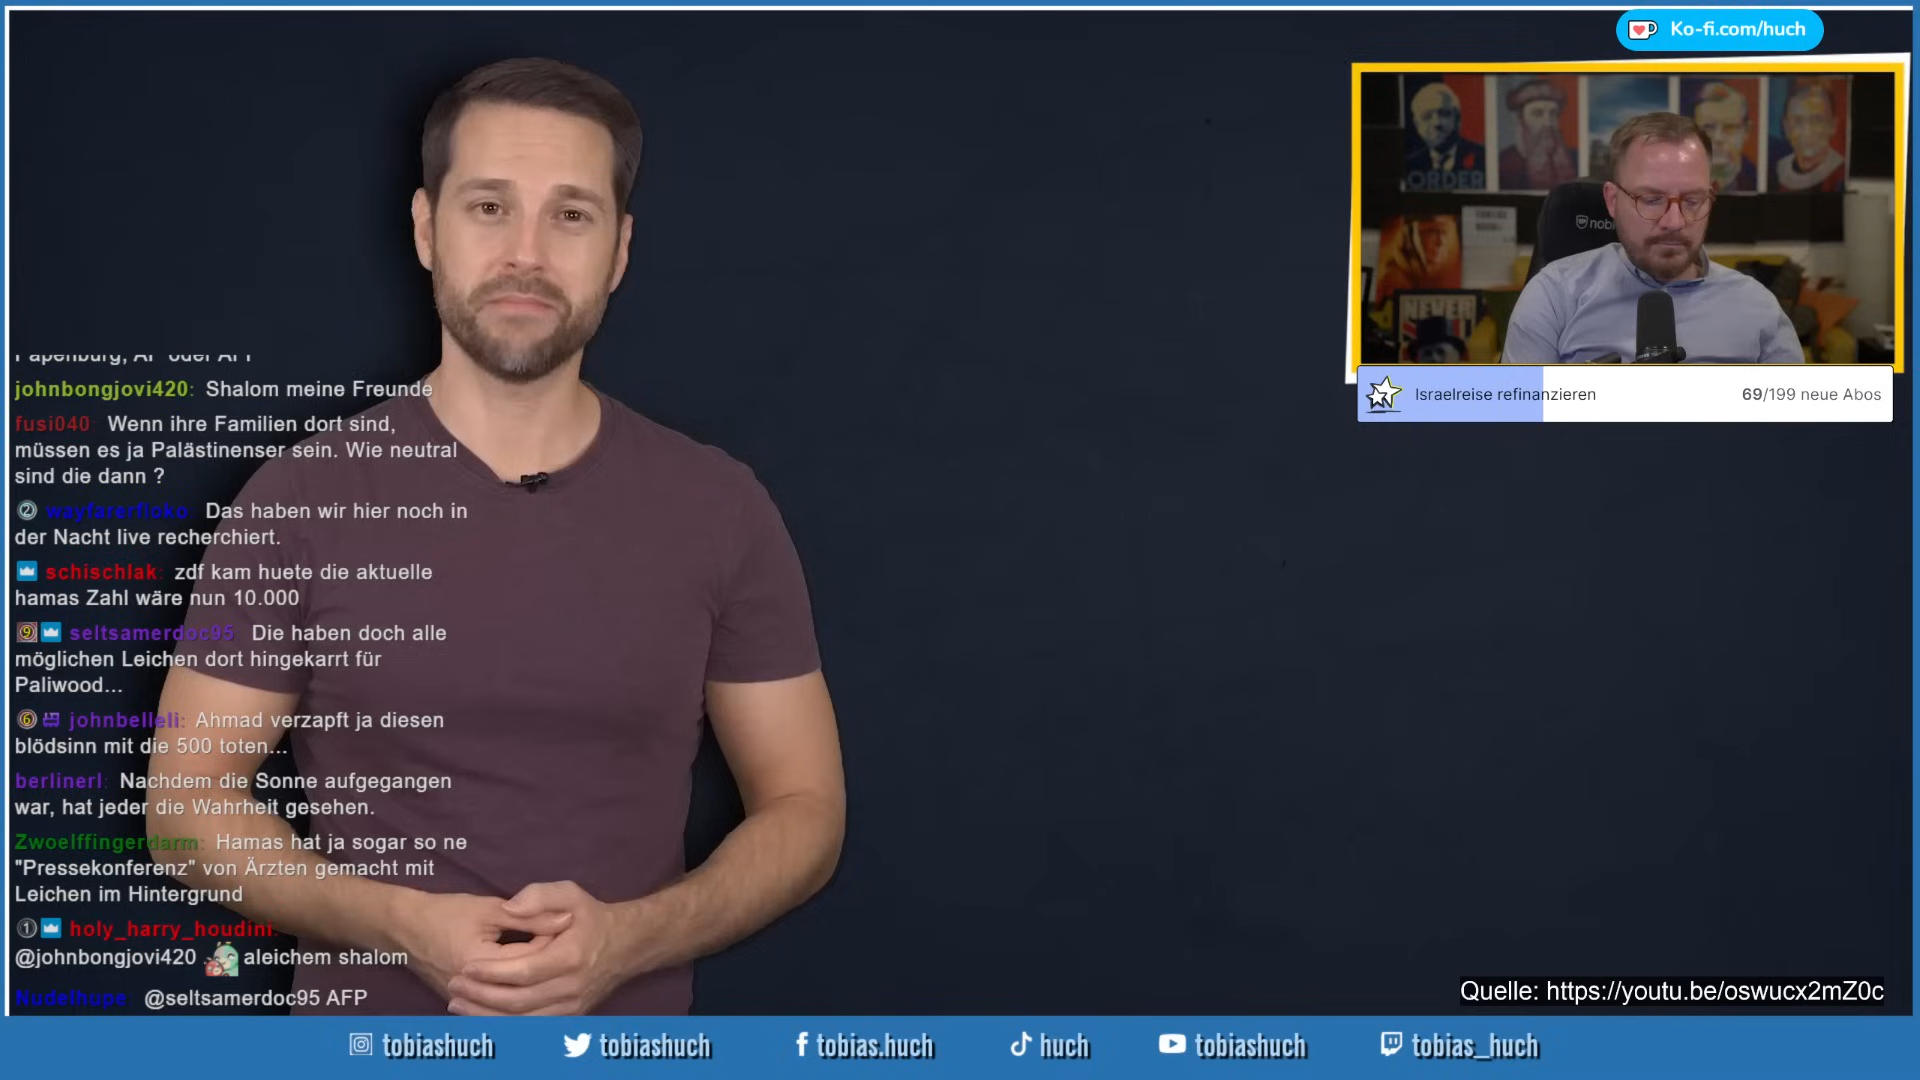 Ko-fi.com/huch
ORDER
nobl
NEVER
Israelreise refinanzieren
69/199 neue Abos
johnbongjovi420: Shalom meine Freunde
fusi040: Wenn ihre Familien dort sind,
müssen es ja Palästinenser sein. Wie neutral
sind die dann ?
2 wayfarerfloko: Das haben wir hier noch in
der Nacht live recherchiert.
schischlak: zdf kam huete die aktuelle
hamas Zahl wäre nun 10.000
9 seltsamerdoc95: Die haben doch alle
möglichen Leichen dort hingekarrt für
Paliwood...
6 johnbelleli: Ahmad verzapft ja diesen
blödsinn mit die 500 toten...
berlinerl: Nachdem die Sonne aufgegangen
war, hat jeder die Wahrheit gesehen.
Zwoelffingerdarm: Hamas hat ja sogar so ne
"Pressekonferenz" von Ärzten gemacht mit
Leichen im Hintergrund
1 holy_harry_houdini:
@johnbongjovi420 aleichem shalom
Nudelhupe: @seltsamerdoc95 AFP
Quelle: https://youtu.be/oswucx2mZ0c
tobiashuch tobiashuch tobias.huch huch tobiashuch tobias_huch